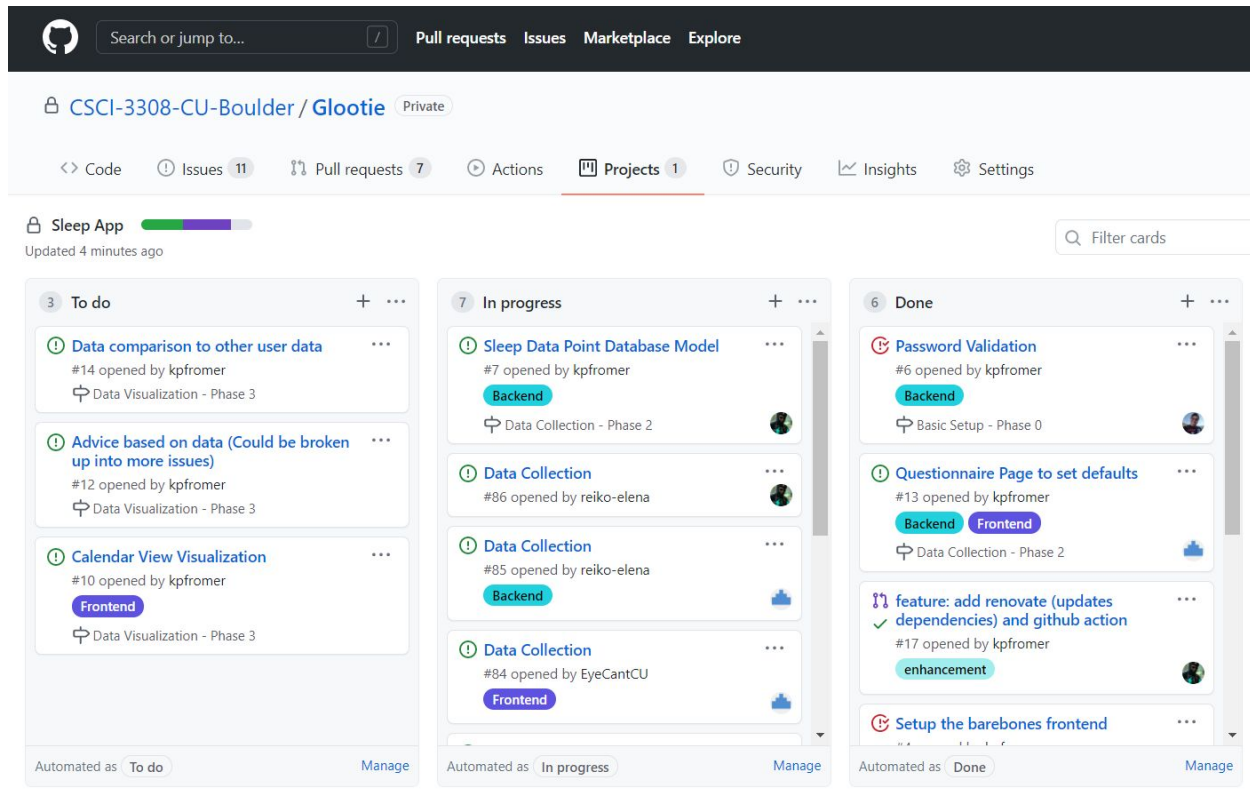 Search or jump to... /
Pull requests Issues Marketplace Explore
CSCI-3308-CU-Boulder / Glootie Private
Code Issues 11 Pull requests 7 Actions Projects 1 Security Insights Settings
Sleep App
Updated 4 minutes ago
Filter cards
3 To do
Data comparison to other user data
#14 opened by kpfromer
Data Visualization - Phase 3
Advice based on data (Could be broken
up into more issues)
#12 opened by kpfromer
Data Visualization - Phase 3
Calendar View Visualization
#10 opened by kpfromer
Frontend
Data Visualization - Phase 3
Automated as To do Manage
7 In progress
Sleep Data Point Database Model
#7 opened by kpfromer
Backend
Data Collection - Phase 2
Data Collection
#86 opened by reiko-elena
Data Collection
#85 opened by reiko-elena
Backend
Data Collection
#84 opened by EyeCantCU
Frontend
Automated as In progress Manage
6 Done
Password Validation
#6 opened by kpfromer
Backend
Basic Setup - Phase 0
Questionnaire Page to set defaults
#13 opened by kpfromer
Backend Frontend
Data Collection - Phase 2
feature: add renovate (updates
dependencies) and github action
#17 opened by kpfromer
enhancement
Setup the barebones frontend
Automated as Done Manage